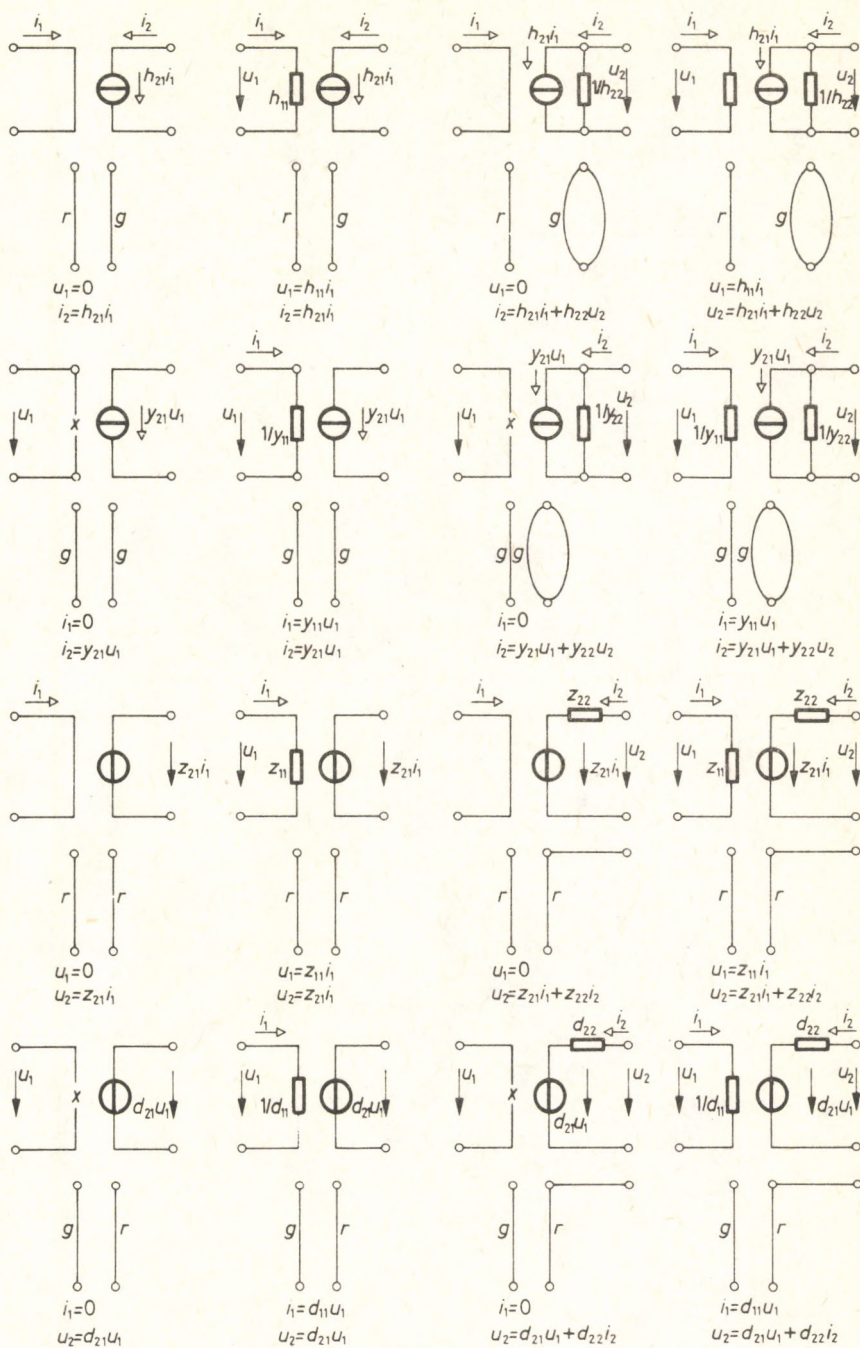 i₁ i₂ i₁ i₂ h₂₁i₁ i₂ i₁ h₂₁i₁ i₂
i₁
h₂₁i₁ u₁ h₁₁ h₂₁i₁ 1/h₂₂ u₂ u₁ 1/h₂₂ u₂
r g r g r g r g
u₁=0 u₁=h₁₁i₁ u₁=0 u₁=h₁₁i₁
i₂=h₂₁i₁ i₂=h₂₁i₁ i₂=h₂₁i₁+h₂₂u₂ u₂=h₂₁i₁+h₂₂u₂
i₁ y₂₁u₁ i₂ i₁ y₂₁u₁ i₂
u₁ x y₂₁u₁ u₁ 1/y₁₁ y₂₁u₁ u₁ x 1/y₂₂ u₂ u₁ 1/y₁₁ 1/y₂₂ u₂
g g g g g g g g
i₁=0 i₁=y₁₁u₁ i₁=0 i₁=y₁₁u₁
i₂=y₂₁u₁ i₂=y₂₁u₁ i₂=y₂₁u₁+y₂₂u₂ i₂=y₂₁u₁+y₂₂u₂
i₁ i₁ i₁ z₂₂ i₂ i₁ z₂₂ i₂
z₂₁i₁ u₁ z₁₁ z₂₁i₁ z₂₁i₁ u₂ u₁ z₁₁ z₂₁i₁ u₂
r r r r r r r r
u₁=0 u₁=z₁₁i₁ u₁=0 u₁=z₁₁i₁
u₂=z₂₁i₁ u₂=z₂₁i₁ u₂=z₂₁i₁+z₂₂i₂ u₂=z₂₁i₁+z₂₂i₂
i₁ d₂₂ i₂ i₁ d₂₂ i₂
u₁ x d₂₁u₁ u₁ 1/d₁₁ d₂₁u₁ u₁ x d₂₁u₁ u₂ u₁ 1/d₁₁ d₂₁u₁ u₂
g r g r g r g r
i₁=0 i₁=d₁₁u₁ i₁=0 i₁=d₁₁u₁
u₂=d₂₁u₁ u₂=d₂₁u₁ u₂=d₂₁u₁+d₂₂i₂ u₂=d₂₁u₁+d₂₂i₂